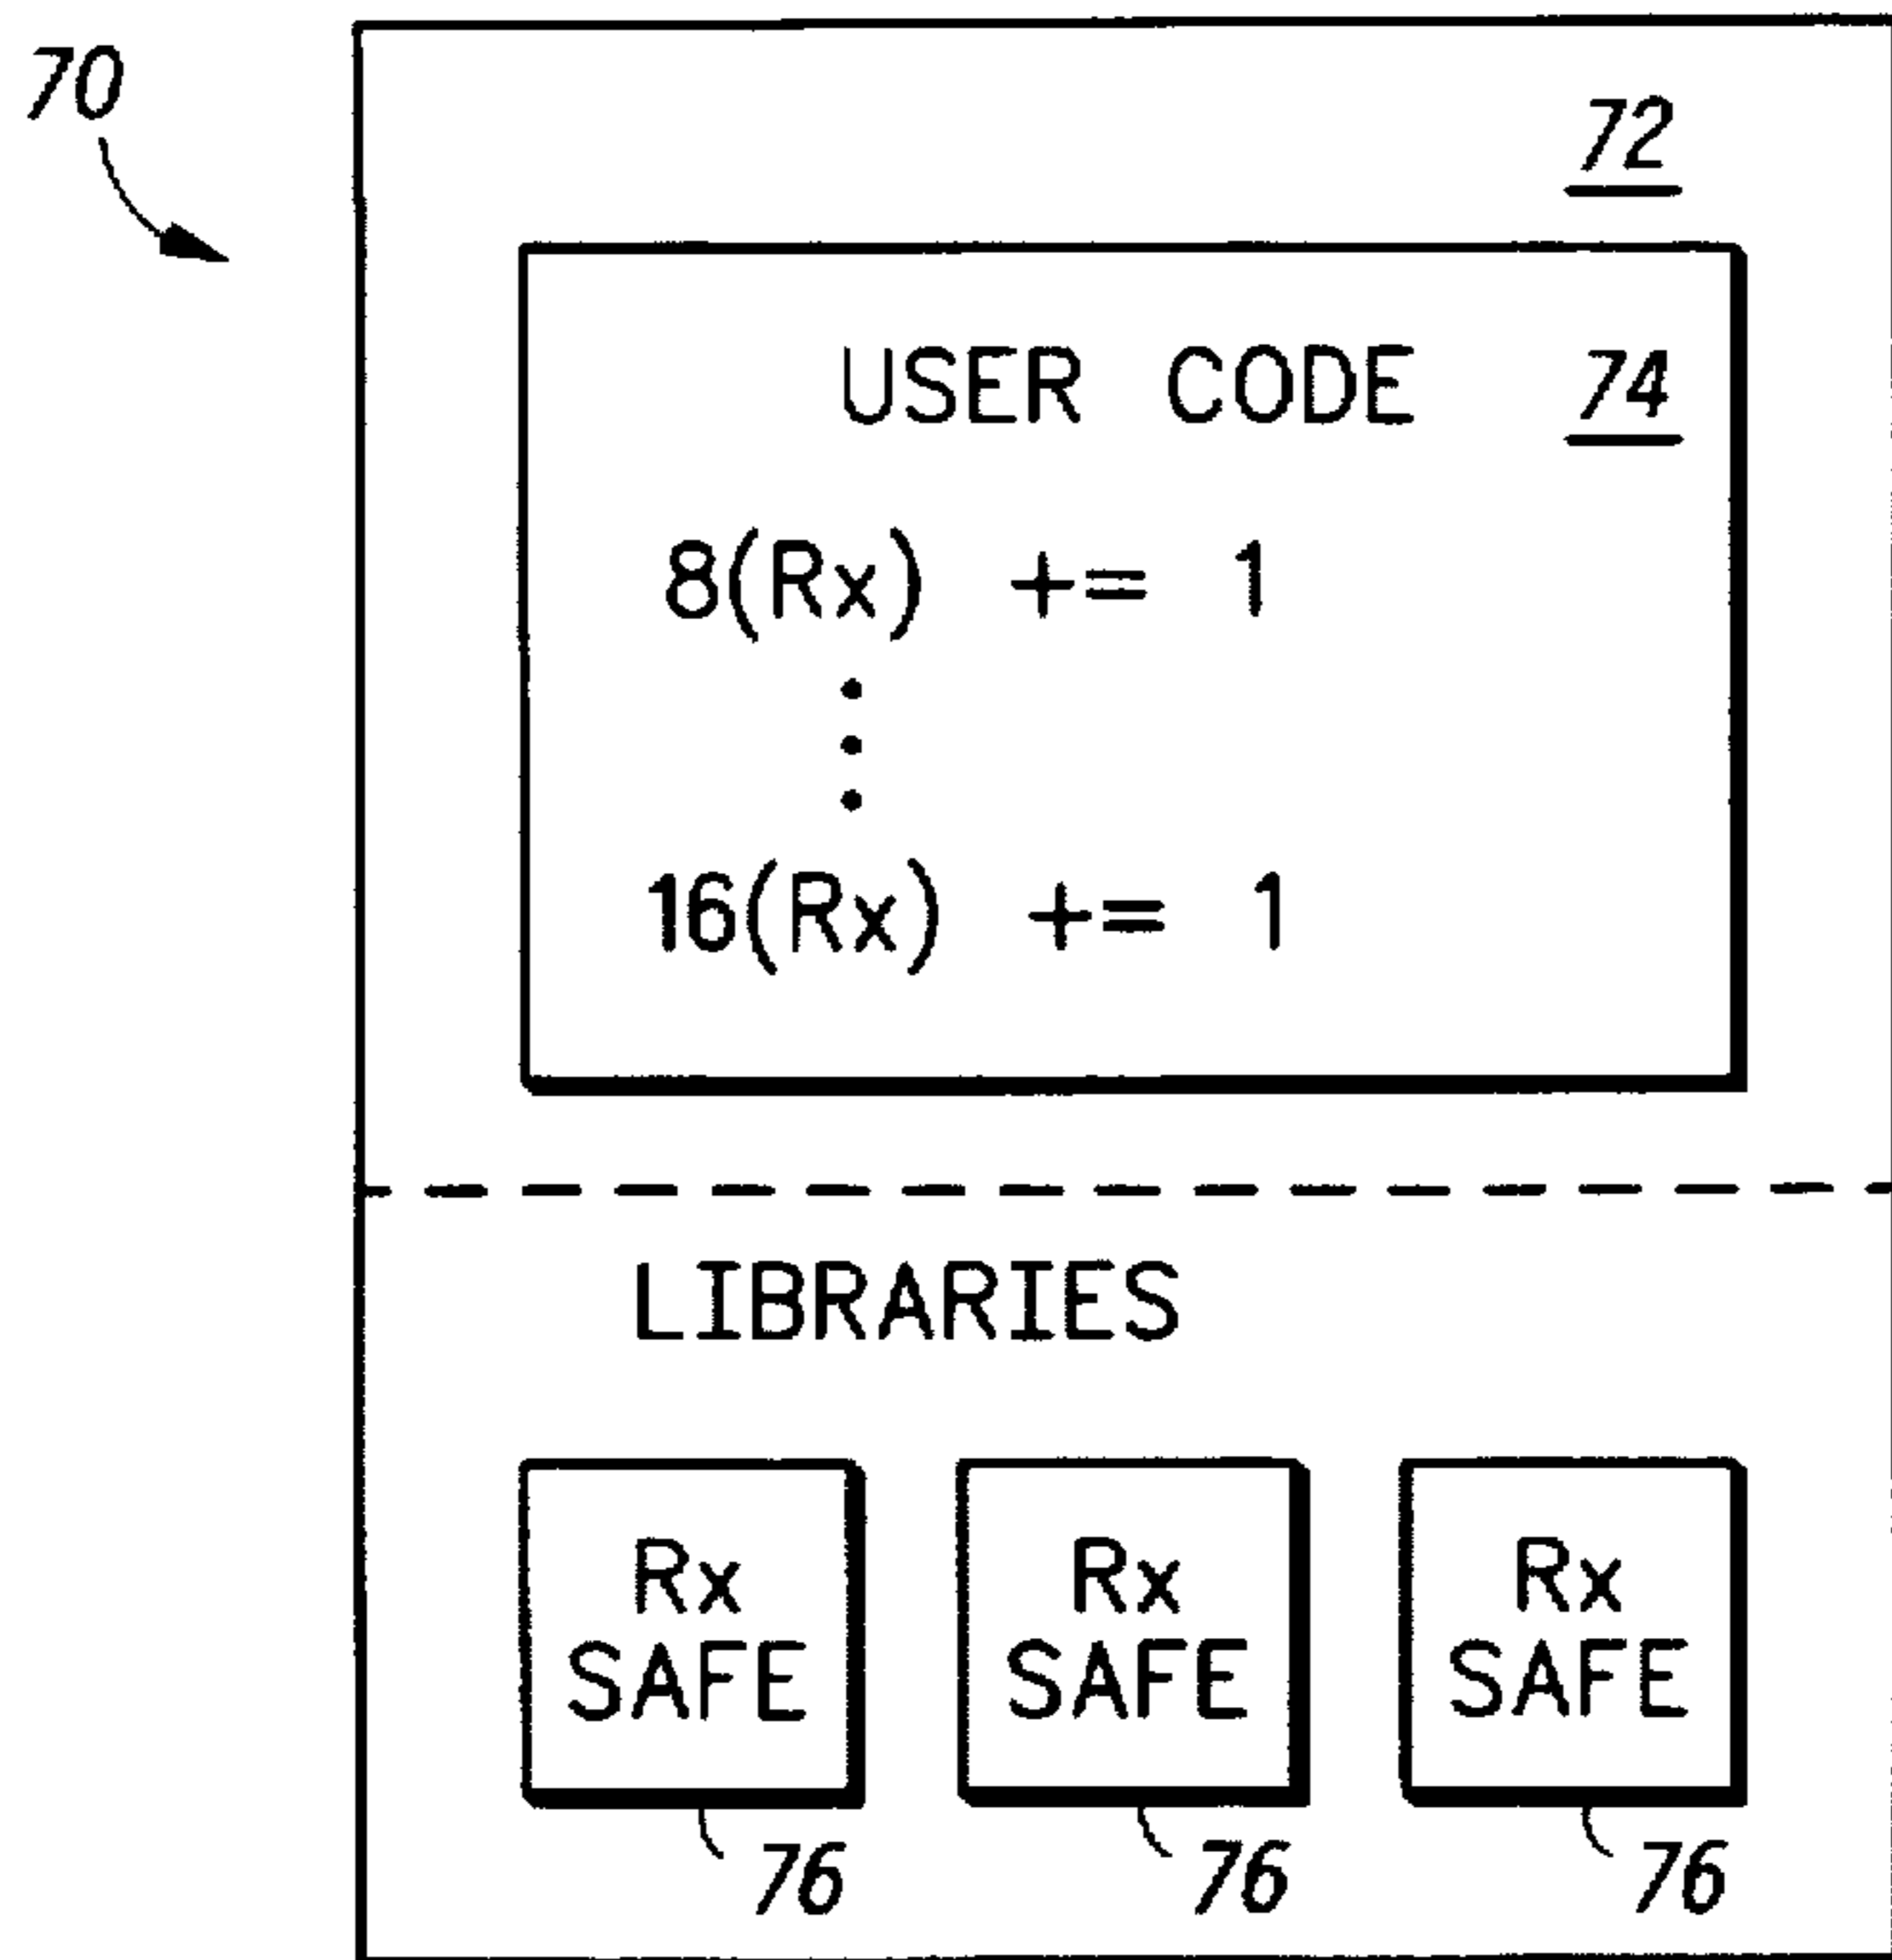 70
72
USER CODE 74
8(Rx) += 1
16(Rx) += 1
LIBRARIES
Rx SAFE
Rx SAFE
Rx SAFE
76 76 76